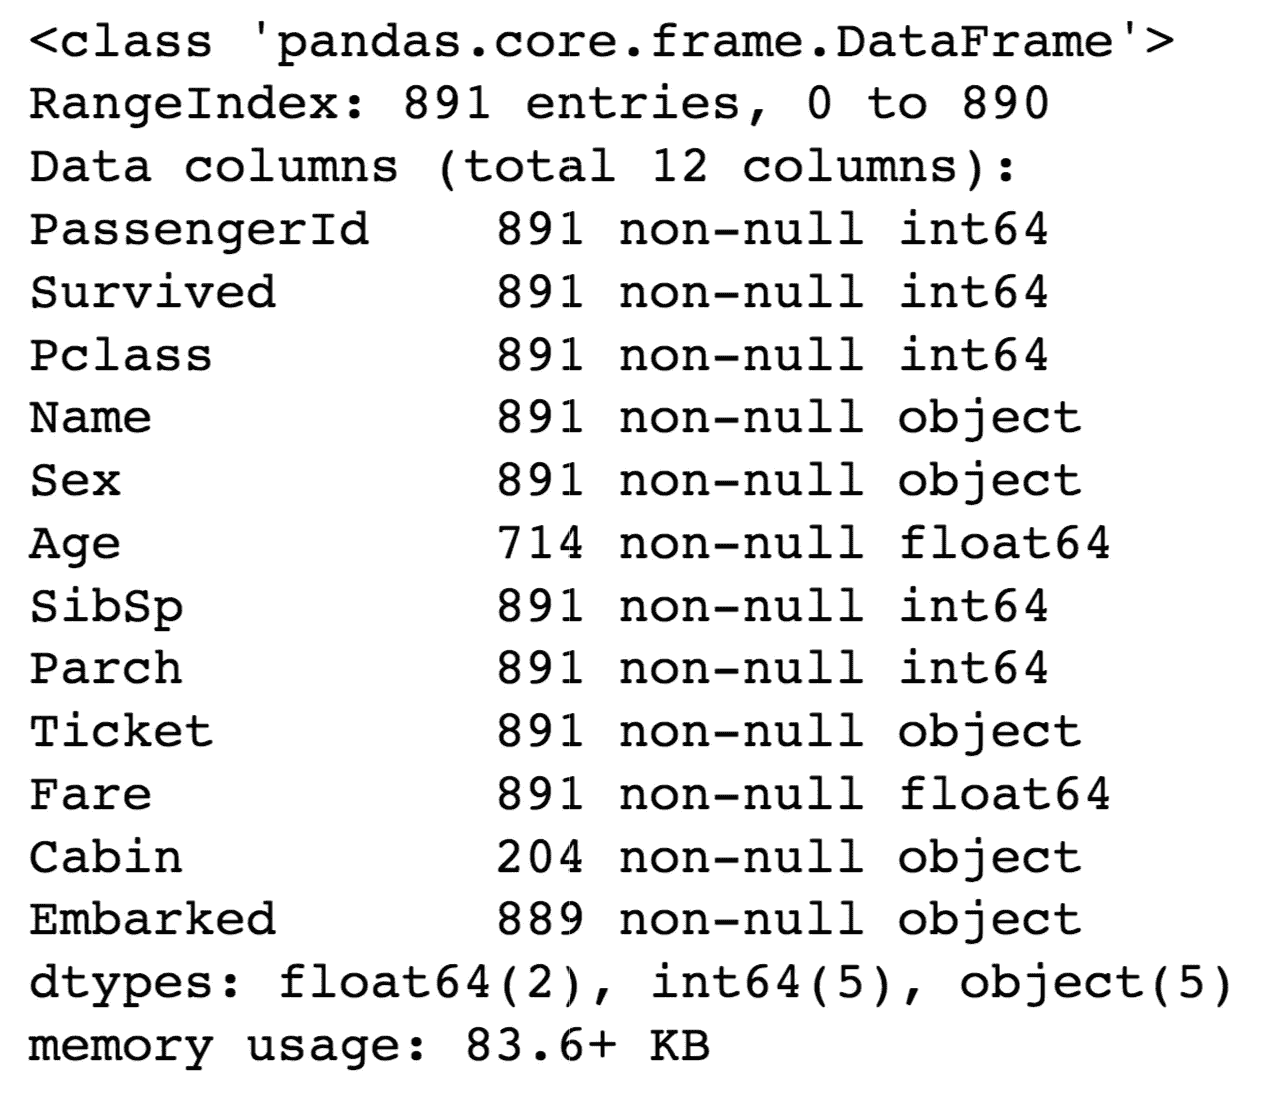 <class 'pandas.core.frame.DataFrame'>
RangeIndex: 891 entries, 0 to 890
Data columns (total 12 columns):
PassengerId    891 non-null int64
Survived       891 non-null int64
Pclass         891 non-null int64
Name           891 non-null object
Sex            891 non-null object
Age            714 non-null float64
SibSp          891 non-null int64
Parch          891 non-null int64
Ticket         891 non-null object
Fare           891 non-null float64
Cabin          204 non-null object
Embarked       889 non-null object
dtypes: float64(2), int64(5), object(5)
memory usage: 83.6+ KB